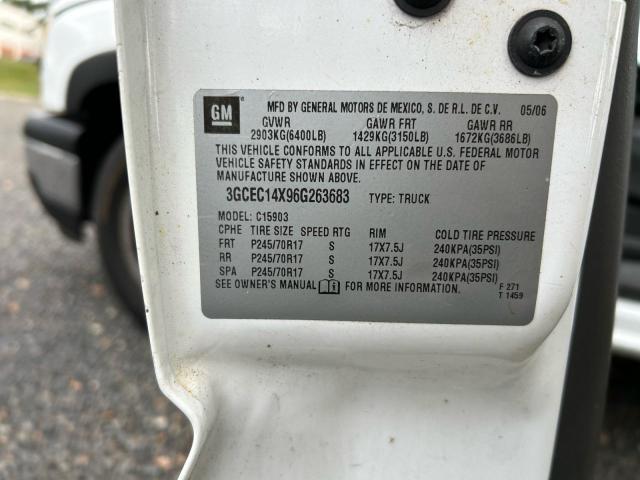 GM MFD BY GENERAL MOTORS DE MEXICO, S. DE R.L. DE C.V. 05/06
GVWR GAWR FRT GAWR RR
2903KG(6400LB) 1429KG(3150LB) 1672KG(3686LB)
THIS VEHICLE CONFORMS TO ALL APPLICABLE U.S. FEDERAL MOTOR
VEHICLE SAFETY STANDARDS IN EFFECT ON THE DATE OF
MANUFACTURE SHOWN ABOVE.
3GCEC14X96G263683 TYPE: TRUCK
MODEL: C15903
CPHE TIRE SIZE SPEED RTG RIM COLD TIRE PRESSURE
FRT P245/70R17 S 17X7.5J 240KPA(35PSI)
RR P245/70R17 S 17X7.5J 240KPA(35PSI)
SPA P245/70R17 S 17X7.5J 240KPA(35PSI)
SEE OWNER'S MANUAL FOR MORE INFORMATION.
F 271
T 1459